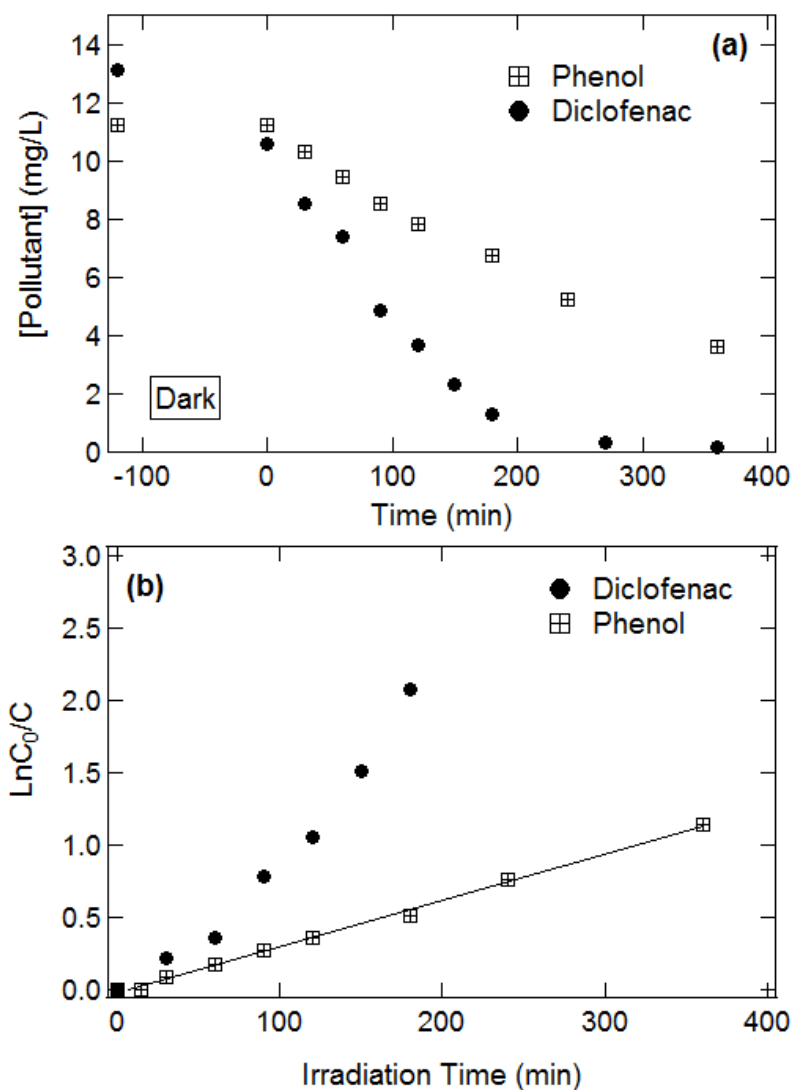 (a)
14
12
10
8
6
4
2
0
[Pollutant] (mg/L)
Phenol
Diclofenac
Dark
-100 0 100 200 300 400
Time (min)
(b)
3.0
2.5
2.0
1.5
1.0
0.5
0.0
LnC₀/C
Diclofenac
Phenol
0 100 200 300 400
Irradiation Time (min)